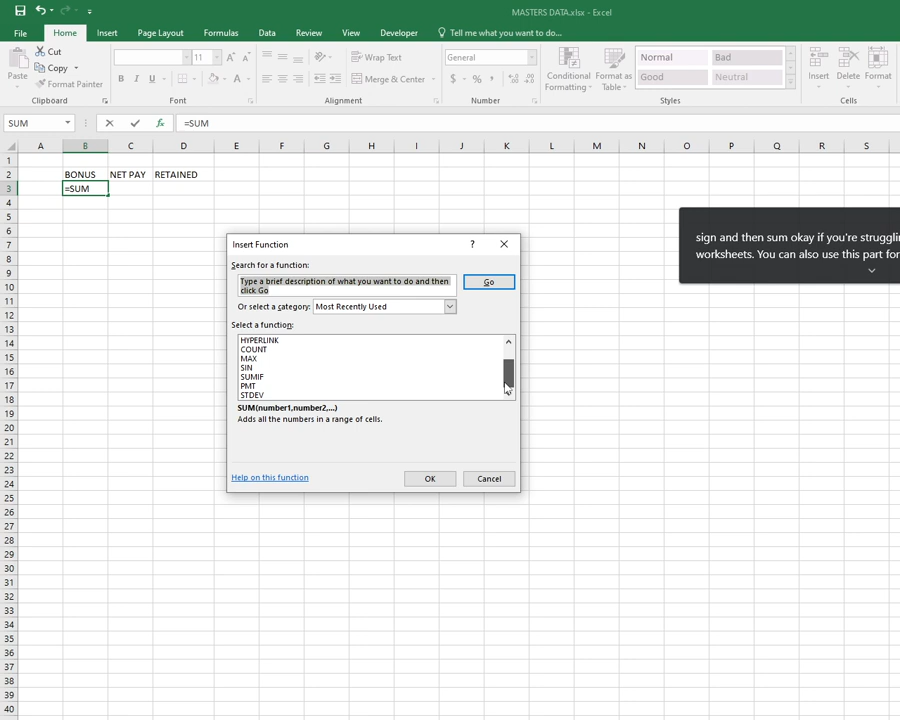 MASTERS DATA.xlsx - Excel
File Home Insert Page Layout Formulas Data Review View Developer Tell me what you want to do...
Paste Cut Copy Format Painter
11 A A
B I U A
Wrap Text
Merge & Center
General
$ % ,
Conditional Formatting
Format as Table
Normal Bad
Good Neutral
Insert Delete Format
Clipboard Font Alignment Number Styles Cells
SUM fx =SUM
A B C D E F G H I J K L M N O P Q R S
1
2 BONUS NET PAY RETAINED
3 =SUM
4
5
6
7
8
9
10
11
12
13
14
15
16
17
18
19
20
21
22
23
24
25
26
27
28
29
30
31
32
33
34
35
36
37
38
39
40
sign and then sum okay if you're
worksheets. You can also use this part for
Insert Function ?
Search for a function:
Type a brief description of what you want to do and then
click Go
Go
Or select a category: Most Recently Used
Select a function:
HYPERLINK
COUNT
MAX
SIN
SUMIF
PMT
STDEV
SUM(number1,number2,...)
Adds all the numbers in a range of cells.
Help on this function
OK Cancel